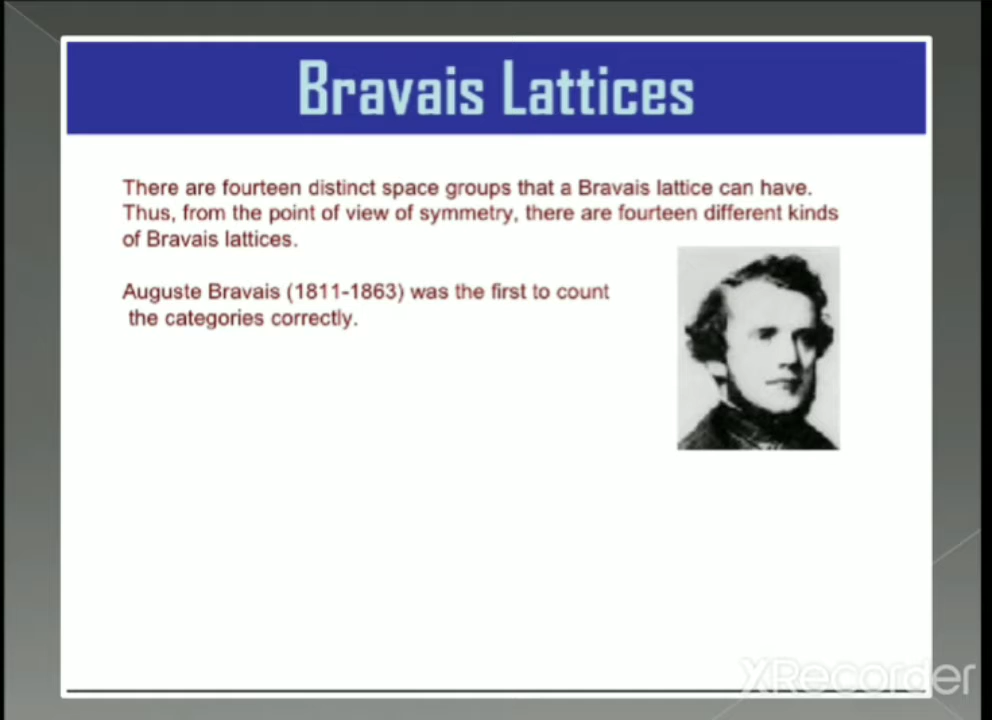 Bravais Lattices
There are fourteen distinct space groups that a Bravais lattice can have.
Thus, from the point of view of symmetry, there are fourteen different kinds
of Bravais lattices.
Auguste Bravais (1811-1863) was the first to count
the categories correctly.
XRecorder